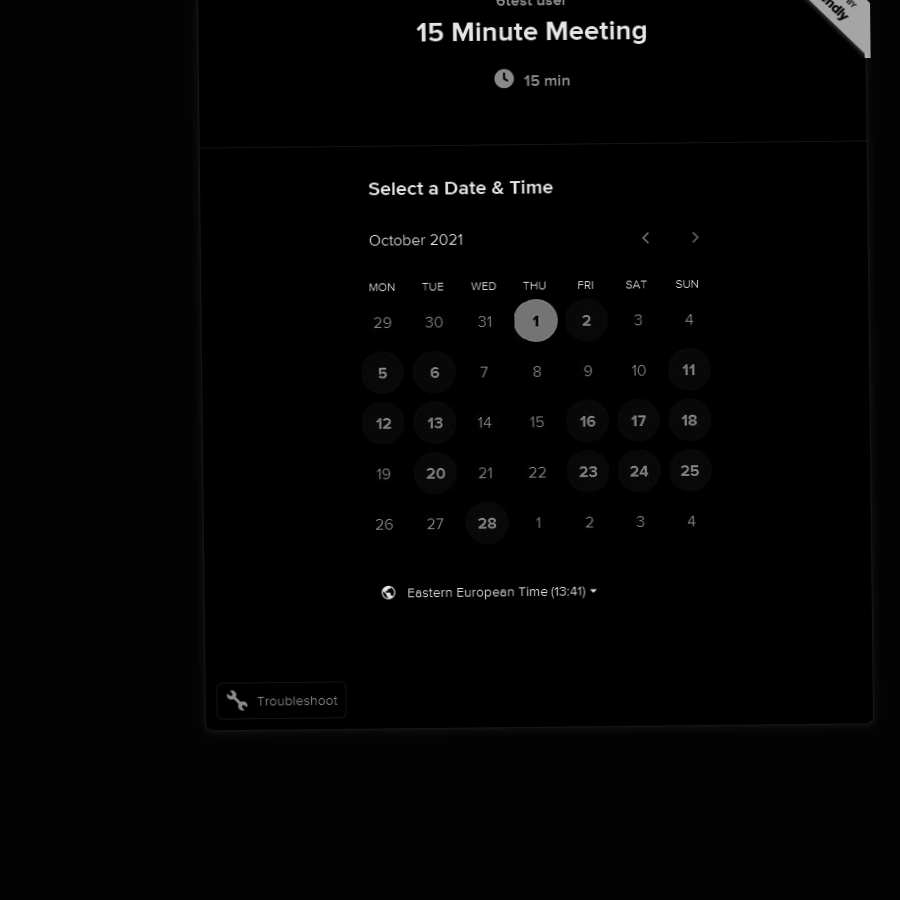 6test user
15 Minute Meeting
15 min
Select a Date & Time
October 2021
MON TUE WED THU FRI SAT SUN
29 30 31 1 2 3 4
5 6 7 8 9 10 11
12 13 14 15 16 17 18
19 20 21 22 23 24 25
26 27 28 1 2 3 4
Eastern European Time (13:41)
Troubleshoot